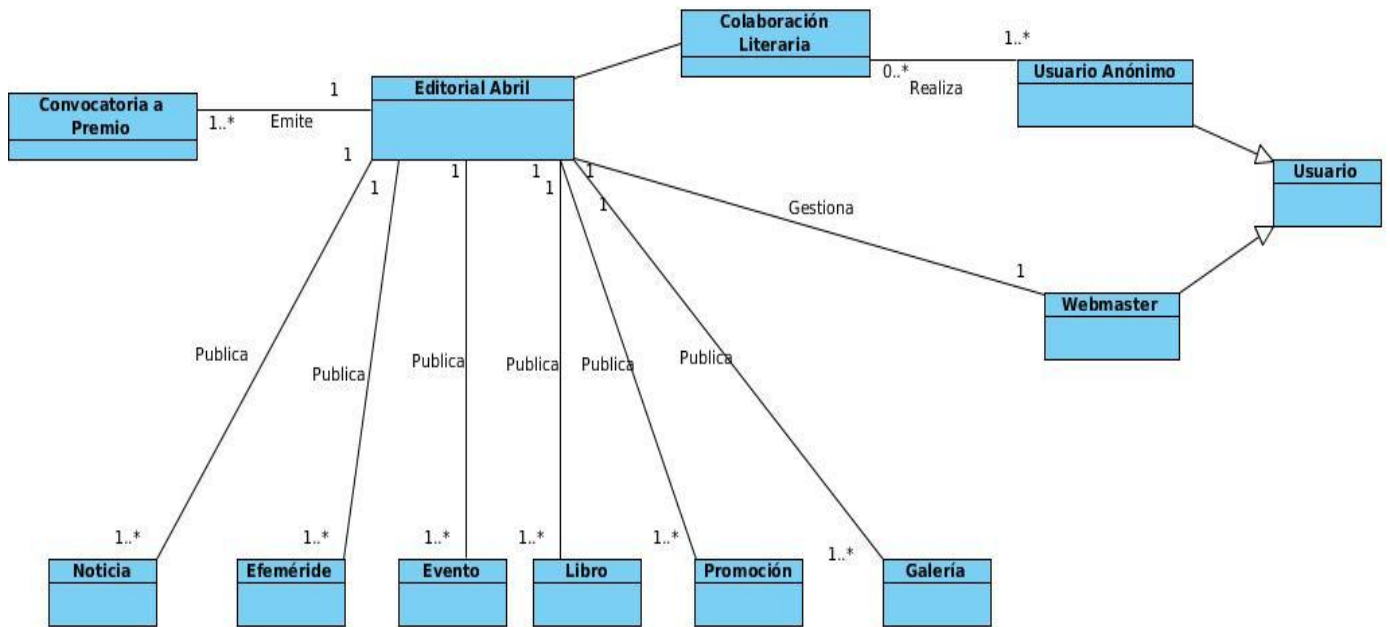 Colaboración
Literaria
1..*
0..*
Realiza
Usuario Anónimo
Editorial Abril
1
Convocatoria a
Premio
1..*
Emite
Usuario
1
1
1
1
1
1
1
Gestiona
1
Webmaster
Publica
Publica
Publica
Publica
Publica
Publica
1..*
1..*
1..*
1..*
1..*
1..*
Noticia
Efeméride
Evento
Libro
Promoción
Galería